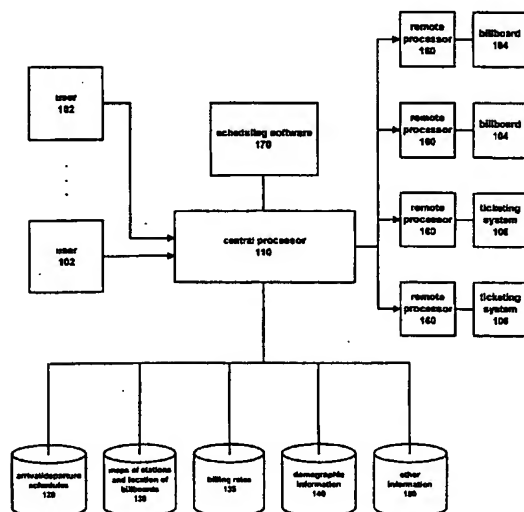 user
102
user
102
scheduling software
170
central processor
110
remote
processor
160
billboard
104
remote
processor
160
billboard
104
remote
processor
160
ticketing
system
106
remote
processor
160
ticketing
system
106
arrival/departure
schedules
120
maps of stations
and location of
billboards
130
billing rates
135
demographic
information
140
other
information
150